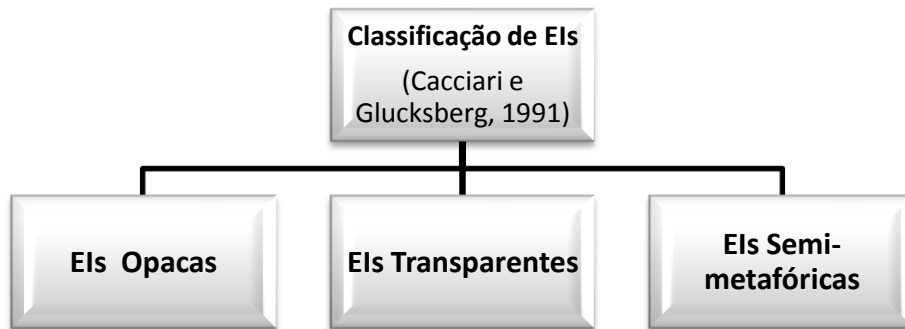 Classificação de EIs
(Cacciari e
Glucksberg, 1991)
EIs Opacas
EIs Transparentes
EIs Semi-
metafóricas